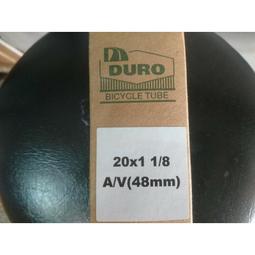 DURO
BICYCLE TUBE
20x1 1/8
A/V(48mm)